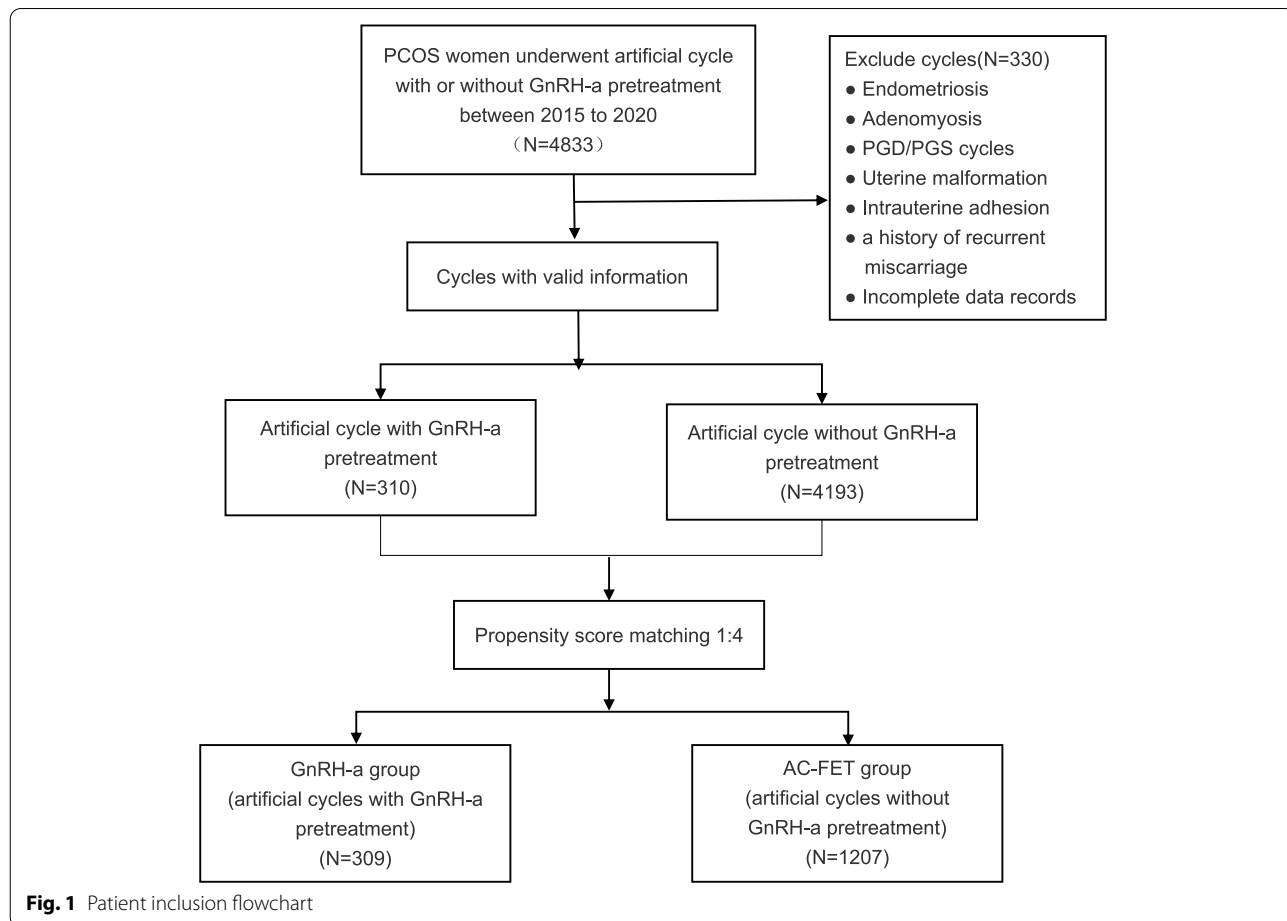 PCOS women underwent artificial cycle
with or without GnRH-a pretreatment
between 2015 to 2020
（N=4833）
Exclude cycles(N=330)
● Endometriosis
● Adenomyosis
● PGD/PGS cycles
● Uterine malformation
● Intrauterine adhesion
● a history of recurrent
miscarriage
● Incomplete data records
Cycles with valid information
Artificial cycle with GnRH-a
pretreatment
(N=310)
Artificial cycle without GnRH-a
pretreatment
(N=4193)
Propensity score matching 1:4
GnRH-a group
(artificial cycles with GnRH-a
pretreatment)
(N=309)
AC-FET group
(artificial cycles without
GnRH-a pretreatment)
(N=1207)
Fig. 1 Patient inclusion flowchart